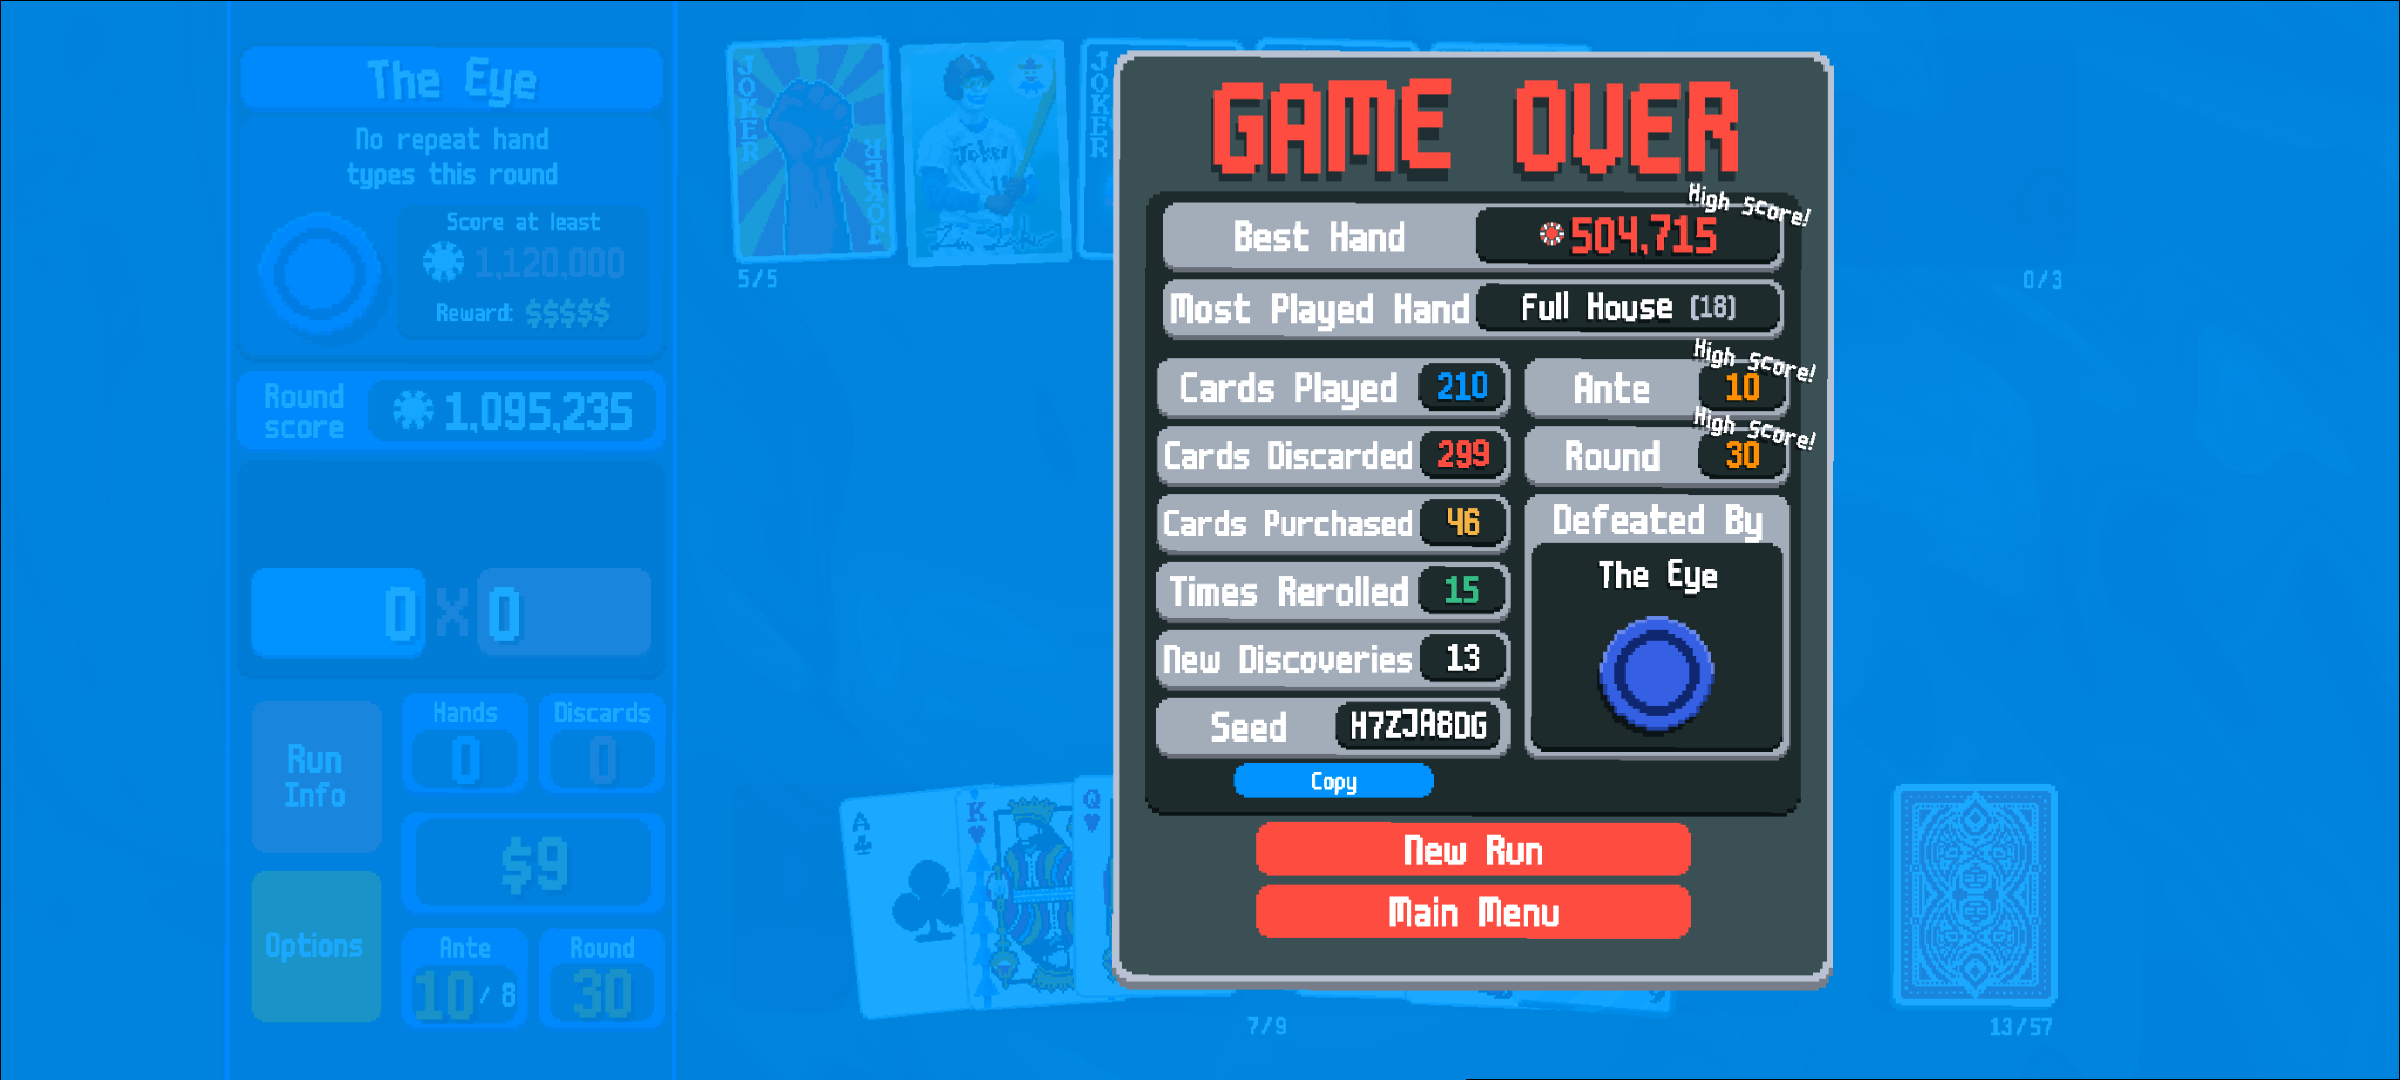 The Eye
No repeat hand
types this round
Score at least
1,120,000
Reward: $$$$$
Round
score
1,095,235
0 X 0
Run
Info
Hands
0
Discards
0
$9
Options
Ante
10 / 8
Round
30
JOKER
JOKER
Joker
JOKER
5/5
0/3
A
K
Q
7/9
13/57
GAME OVER
Best Hand
504,715
High Score!
Most Played Hand
Full House [18]
Cards Played
210
Ante
10
High Score!
Cards Discarded
299
Round
30
High Score!
Cards Purchased
46
Defeated By
The Eye
Times Rerolled
15
New Discoveries
13
Seed
H7ZJA8DG
Copy
New Run
Main Menu